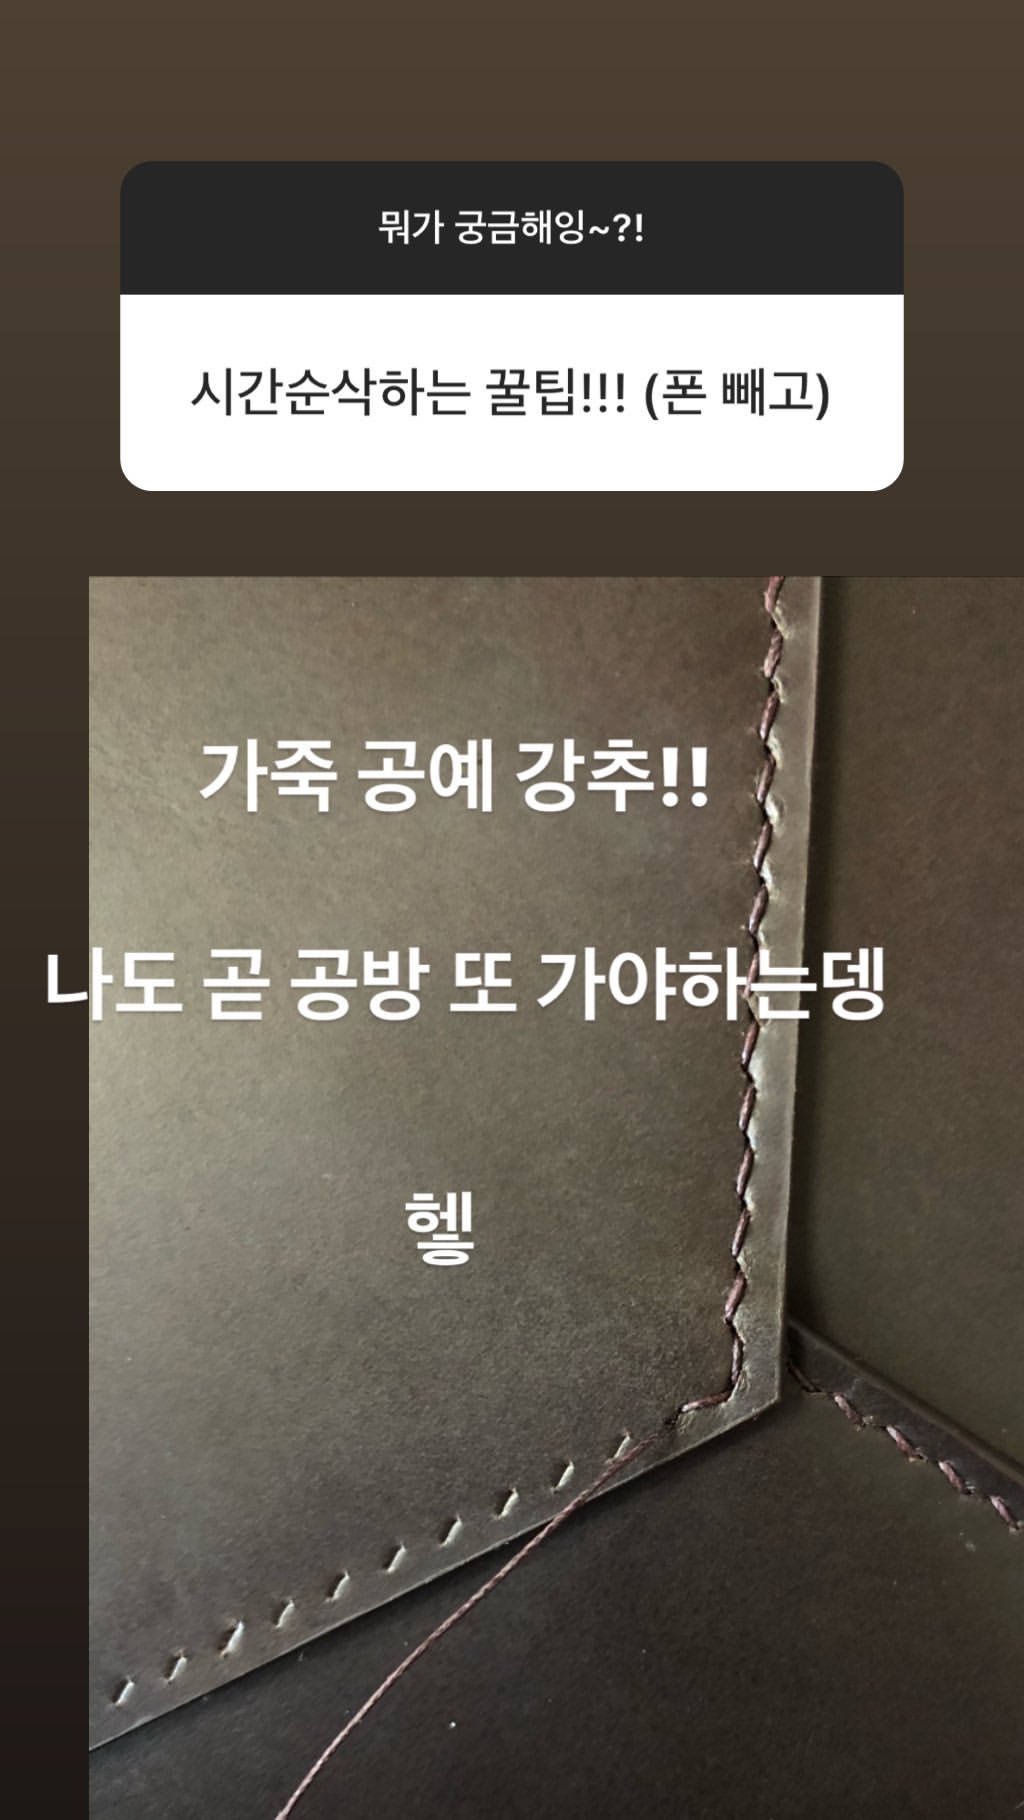 뭐가 궁금해잉~?!
시간순삭하는 꿀팁!!! (폰 빼고)
가죽 공예 강추!!
나도 곧 공방 또 가야하는뎅
헿